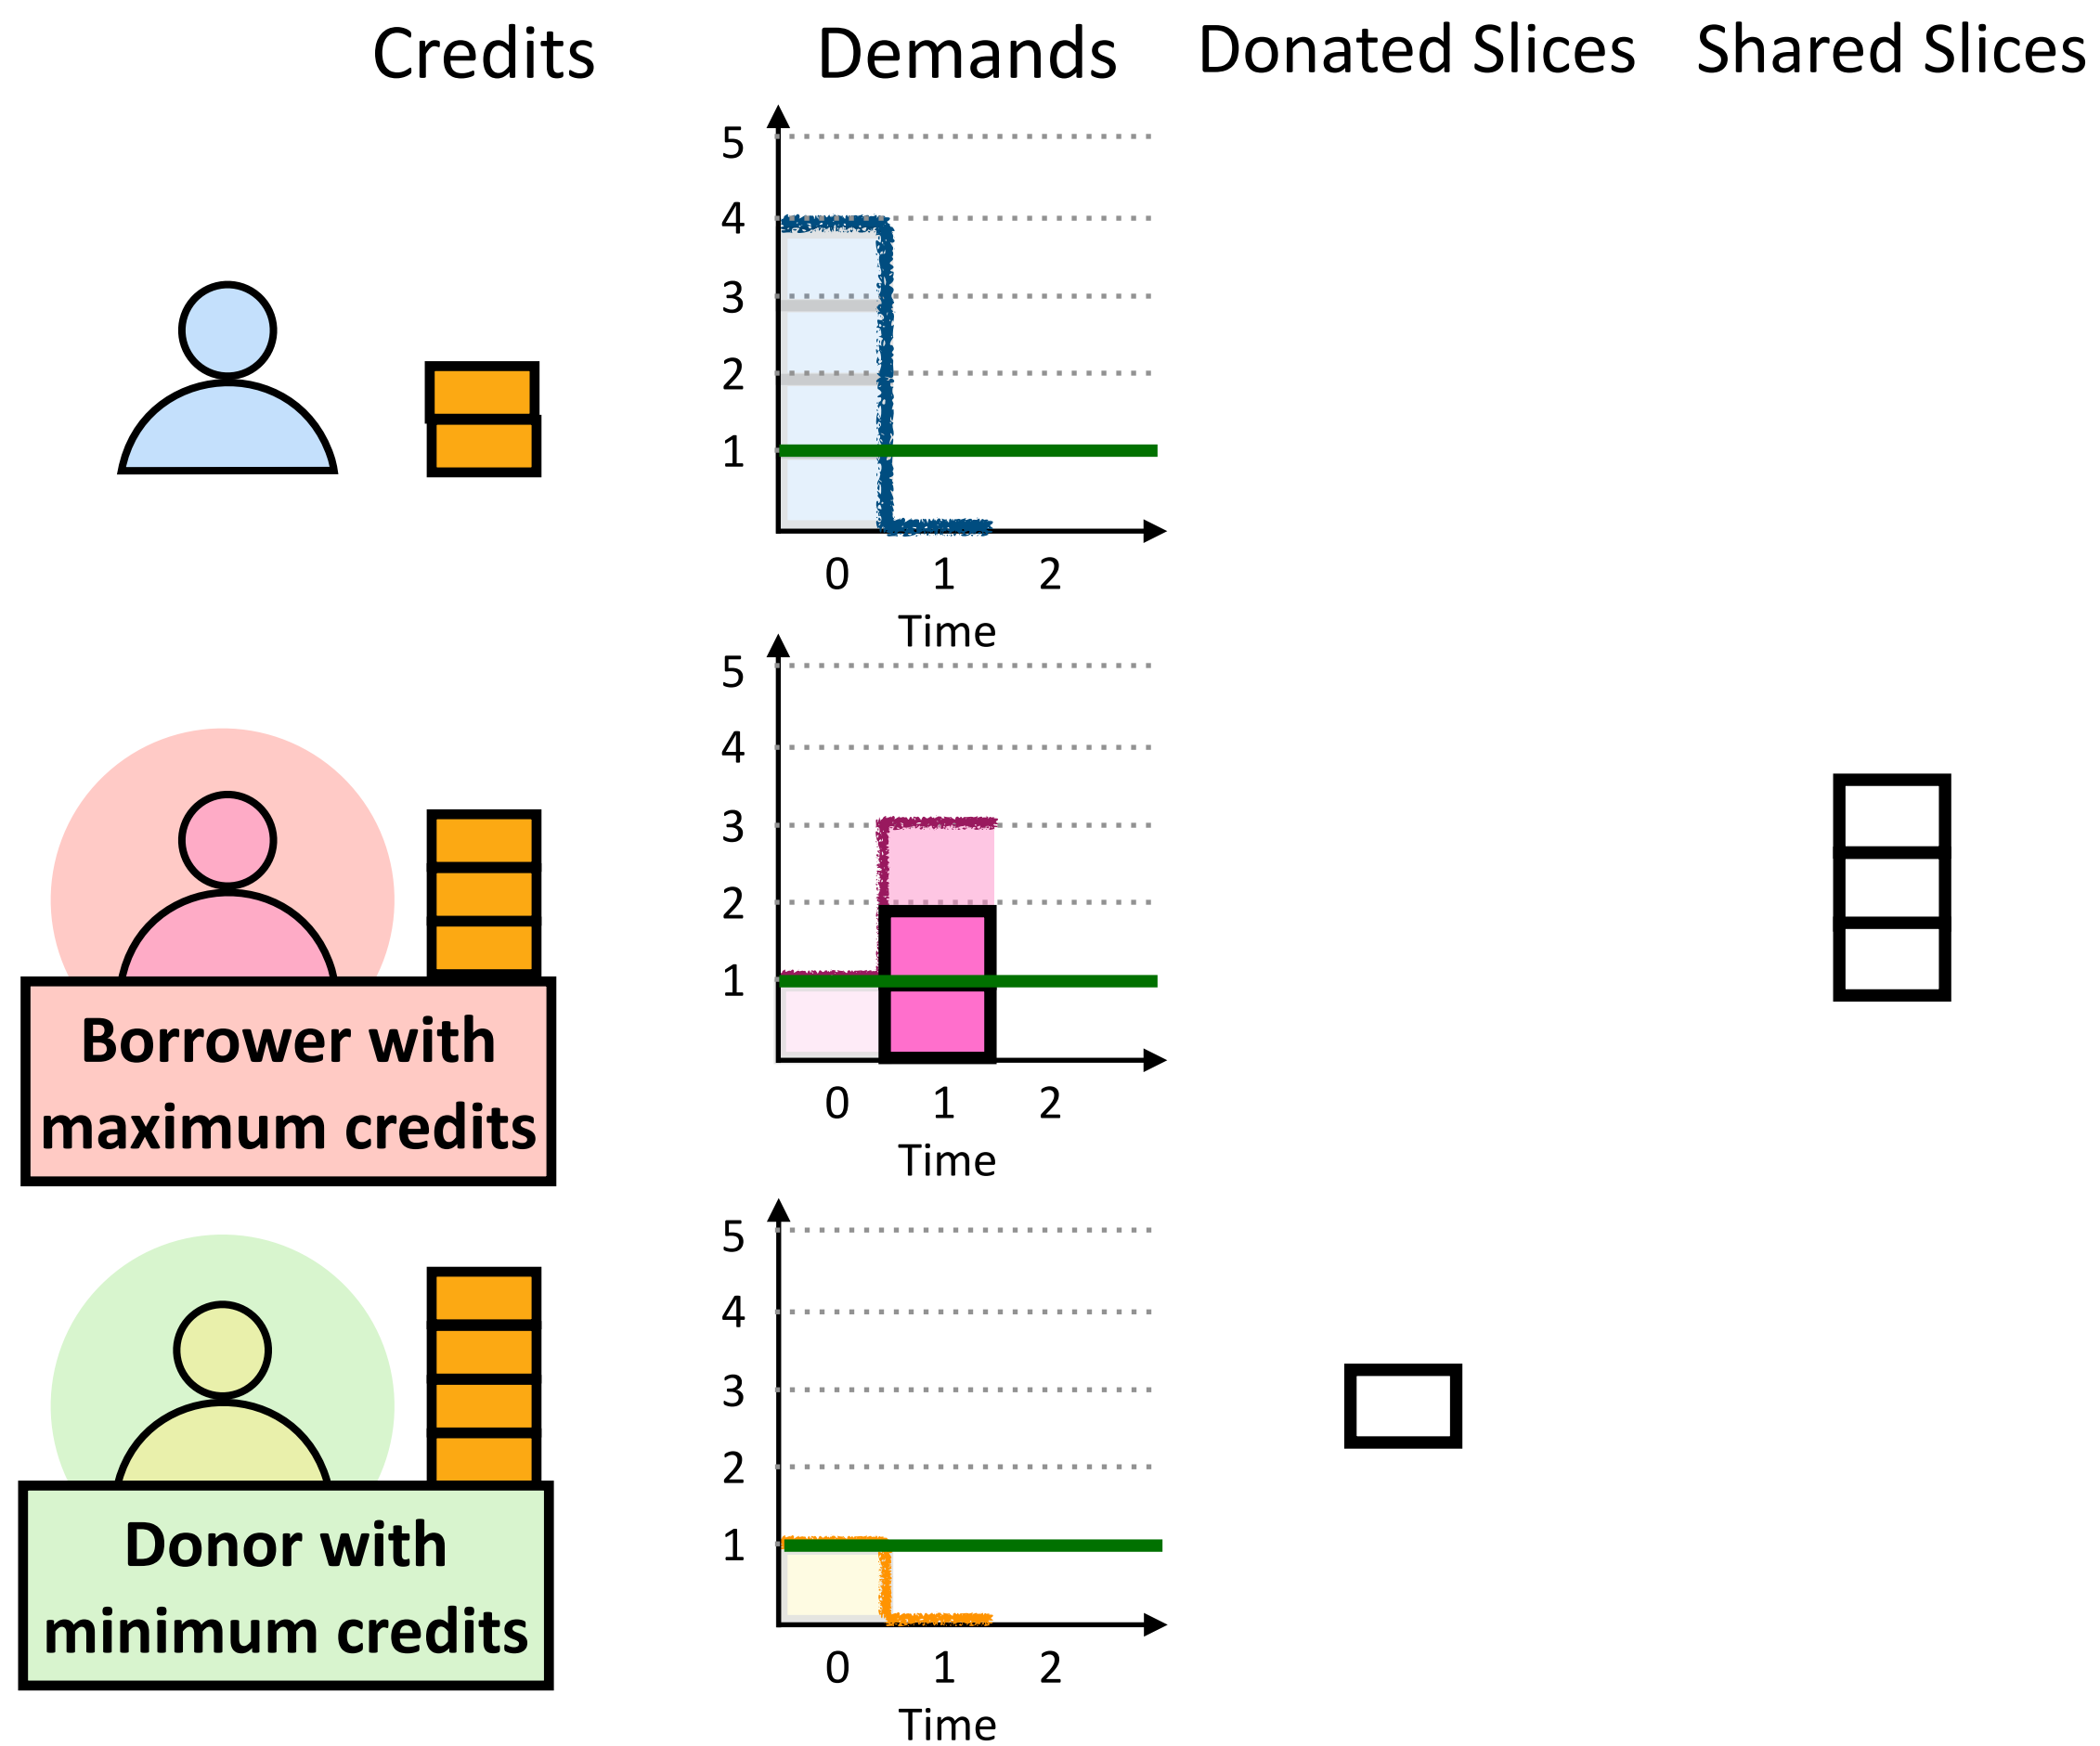 Credits
Demands
Donated Slices
Shared Slices
5
4
3
2
1
0 1 2
Time
5
4
3
2
1
0 1 2
Time
Borrower with
maximum credits
5
4
3
2
1
0 1 2
Time
Donor with
minimum credits